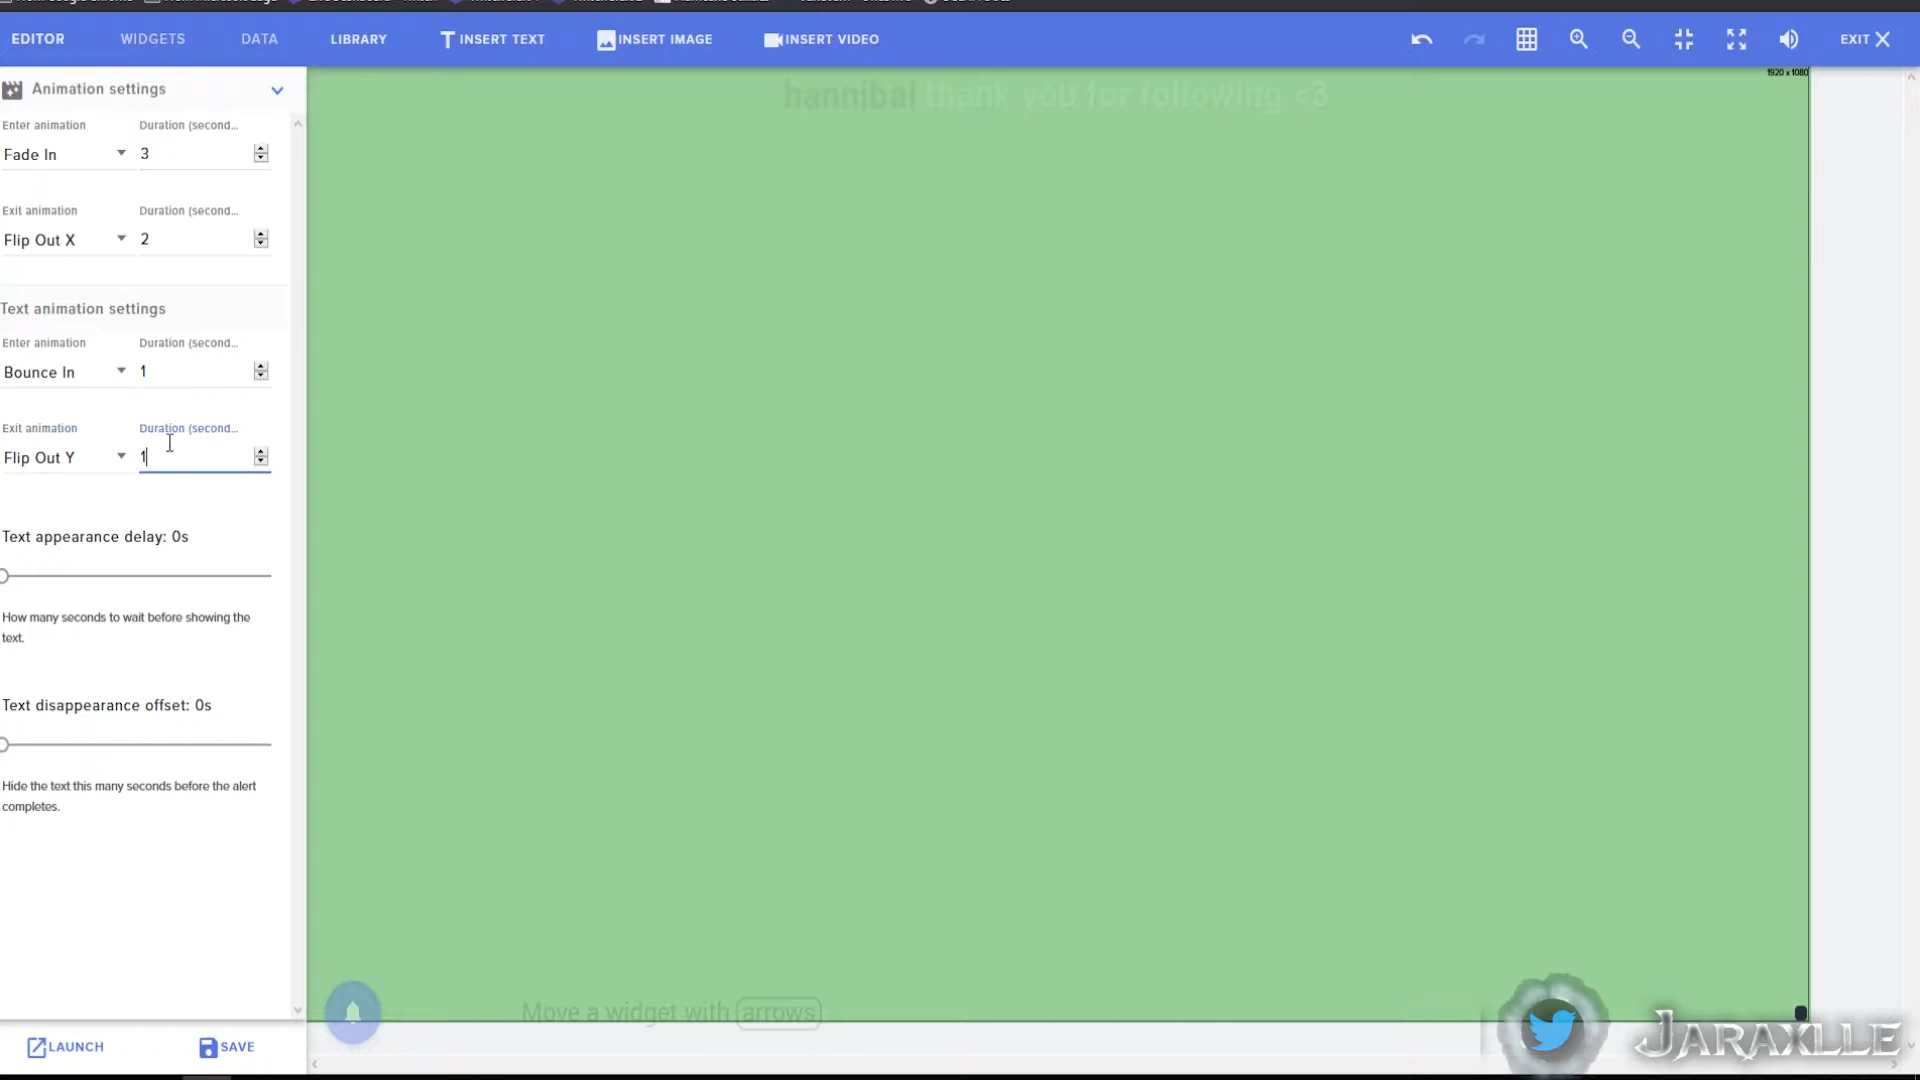 EDITOR
WIDGETS
DATA
LIBRARY
INSERT TEXT
INSERT IMAGE
INSERT VIDEO
EXIT
Animation settings
Enter animation
Duration (second...
Fade In
3
Exit animation
Duration (second...
Flip Out X
2
Text animation settings
Enter animation
Duration (second...
Bounce In
1
Exit animation
Duration (second...
Flip Out Y
1
Text appearance delay: 0s
How many seconds to wait before showing the
text.
Text disappearance offset: 0s
Hide the text this many seconds before the alert
completes.
LAUNCH
SAVE
1920 x 1080
hannibal thank you for following <3
Move a widget with arrows
JARAXLLE